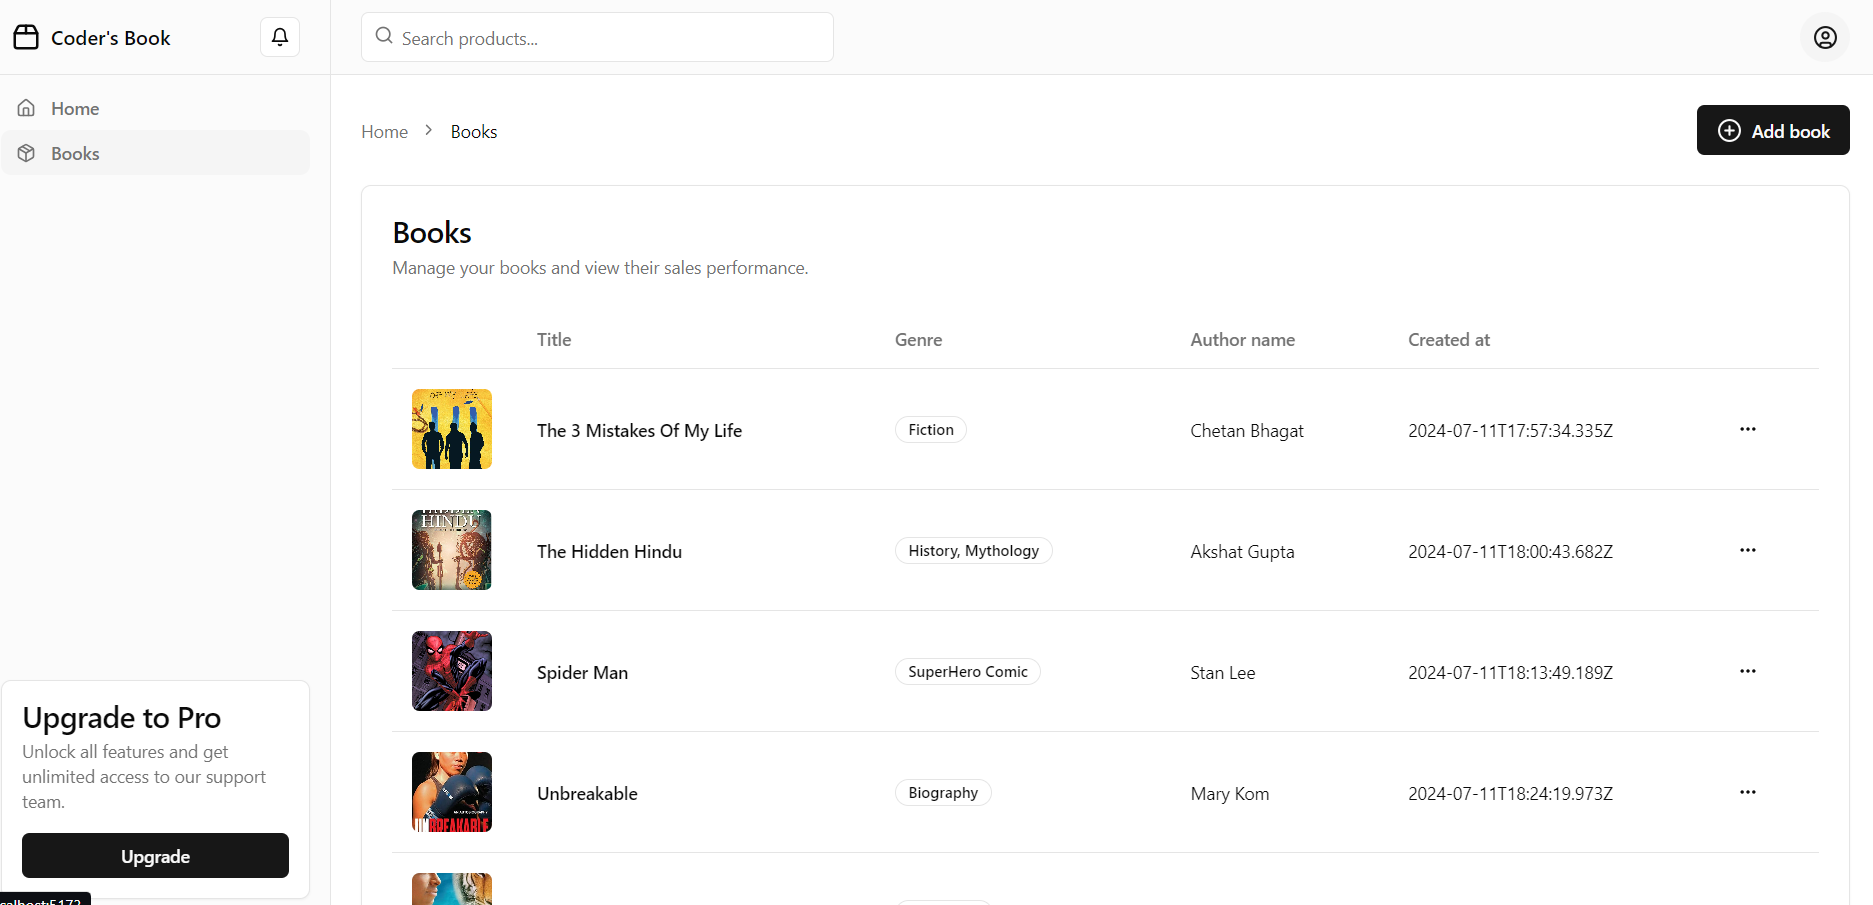 Coder's Book
Search products...
Home
Books
Home > Books
Add book
Books
Manage your books and view their sales performance.
Title Genre Author name Created at
The 3 Mistakes Of My Life Fiction Chetan Bhagat 2024-07-11T17:57:34.335Z ...
HINDU
The Hidden Hindu History, Mythology Akshat Gupta 2024-07-11T18:00:43.682Z ...
Spider Man SuperHero Comic Stan Lee 2024-07-11T18:13:49.189Z ...
Unbreakable Biography Mary Kom 2024-07-11T18:24:19.973Z ...
UNBREAKABLE
Upgrade to Pro
Unlock all features and get
unlimited access to our support
team.
Upgrade
calhost:5173